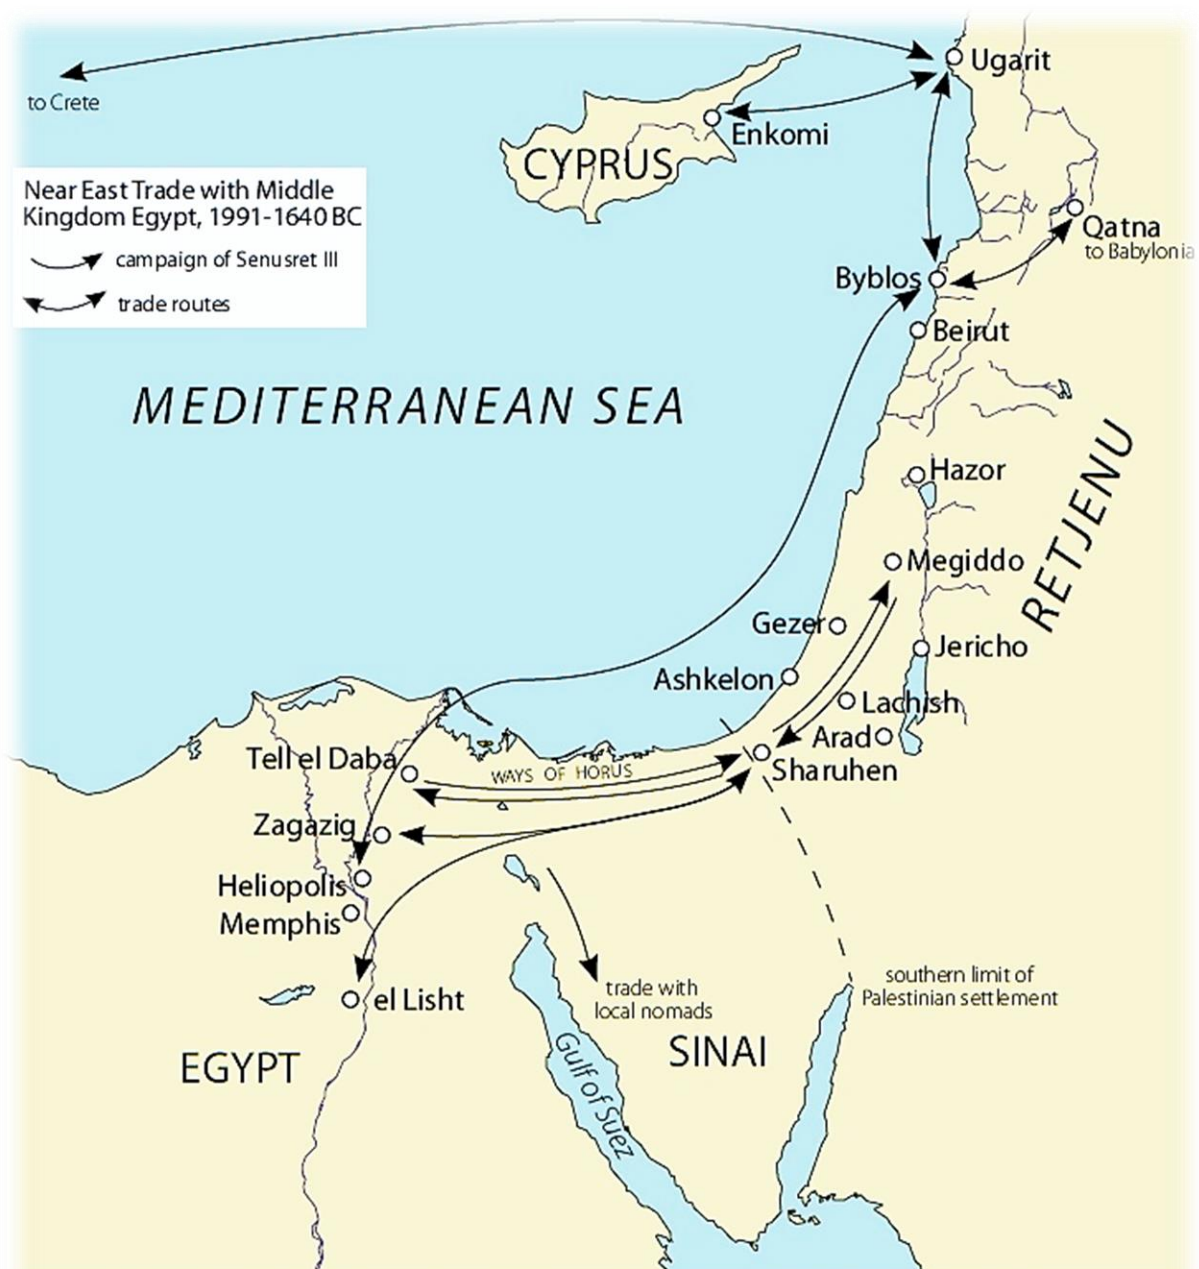 Ugarit
to Crete
Enkomi
CYPRUS
Near East Trade with Middle
Kingdom Egypt, 1991-1640 BC
campaign of Senusret III
trade routes
Qatna
to Babylonia
Byblos
Beirut
MEDITERRANEAN SEA
RETJENU
Hazor
Megiddo
Gezer
Jericho
Ashkelon
Lachish
Arad
Tell el Daba
WAYS OF HORUS
Sharuhen
Zagazig
Heliopolis
Memphis
el Lisht
trade with
local nomads
southern limit of
Palestinian settlement
EGYPT
SINAI
Gulf of Suez